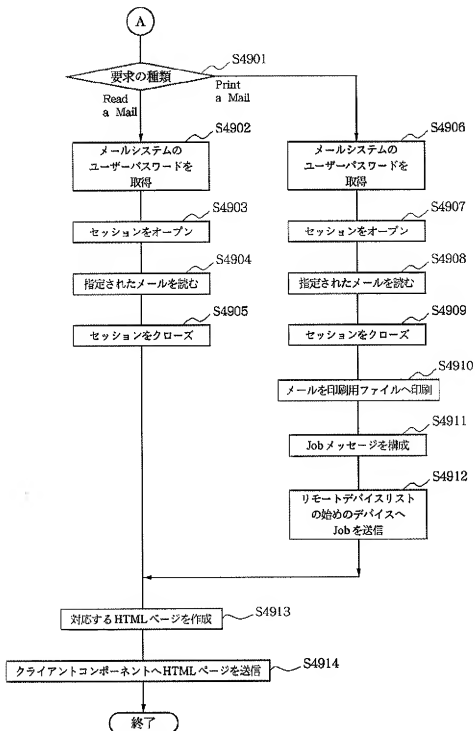 A
S4901
要求の種類
Read
a Mail
Print
a Mail
S4902
メールシステムの
ユーザーパスワードを
取得
S4903
セッションをオープン
S4904
指定されたメールを読む
S4905
セッションをクローズ
S4906
メールシステムの
ユーザーパスワードを
取得
S4907
セッションをオープン
S4908
指定されたメールを読む
S4909
セッションをクローズ
S4910
メールを印刷用ファイルへ印刷
S4911
Jobメッセージを構成
S4912
リモートデバイスリスト
の始めのデバイスへ
Jobを送信
S4913
対応するHTMLページを作成
S4914
クライアントコンポーネントへHTMLページを送信
終了